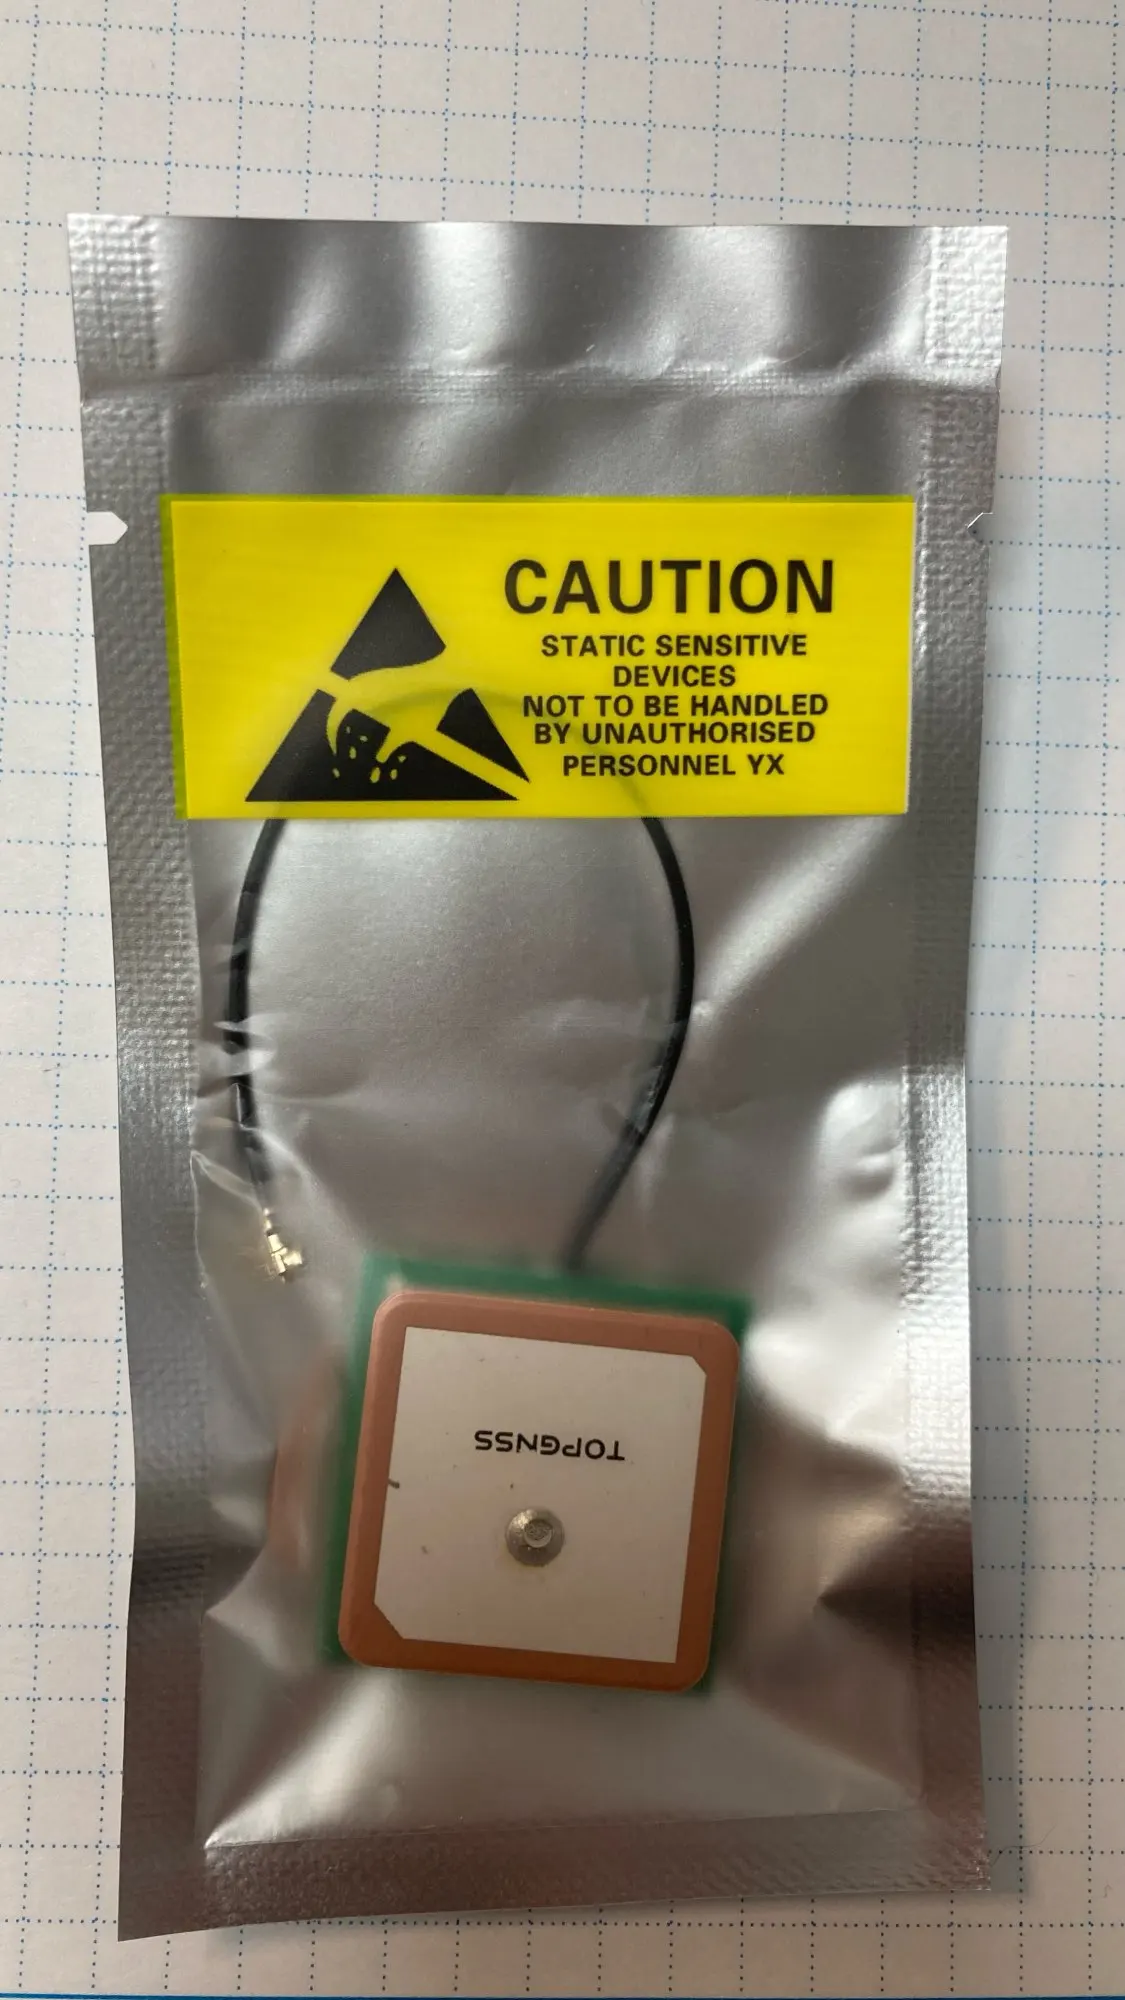 CAUTION
STATIC SENSITIVE
DEVICES
NOT TO BE HANDLED
BY UNAUTHORISED
PERSONNEL YX
TOPGNSS